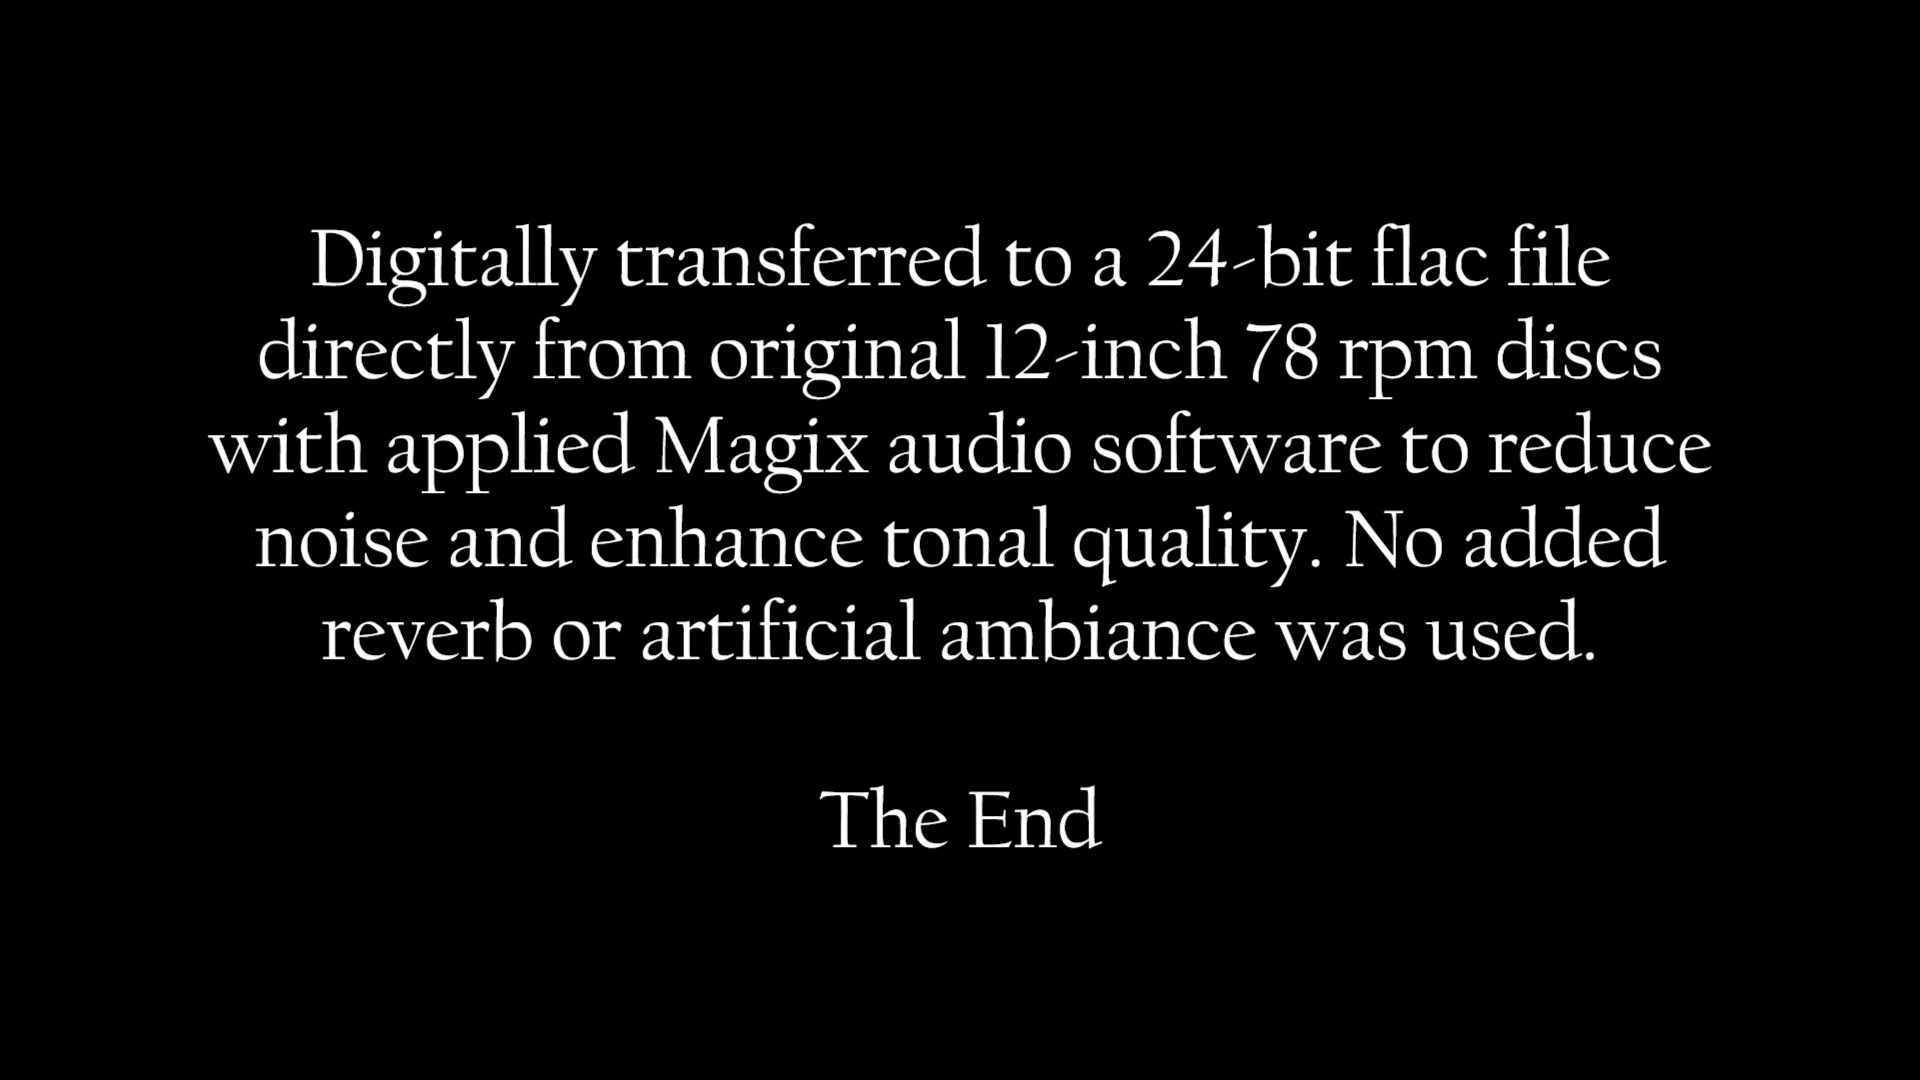 Digitally transferred to a 24-bit flac file
directly from original 12-inch 78 rpm discs
with applied Magix audio software to reduce
noise and enhance tonal quality. No added
reverb or artificial ambiance was used.
The End